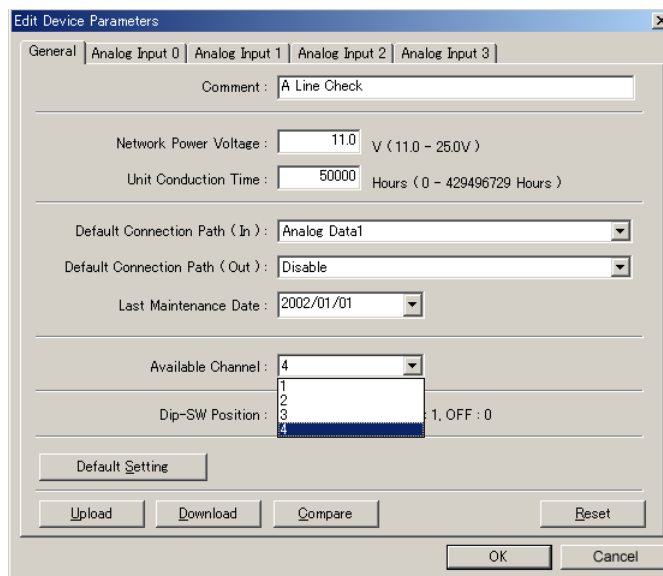 Edit Device Parameters
General Analog Input 0 Analog Input 1 Analog Input 2 Analog Input 3
Comment : A Line Check
Network Power Voltage : 11.0 V ( 11.0 - 25.0V )
Unit Conduction Time : 50000 Hours ( 0 - 429496729 Hours )
Default Connection Path ( In ) : Analog Data1
Default Connection Path ( Out ) : Disable
Last Maintenance Date : 2002/01/01
Available Channel : 4
1
2
Dip-SW Position : 3 : 1, OFF : 0
4
Default Setting
Upload Download Compare Reset
OK Cancel